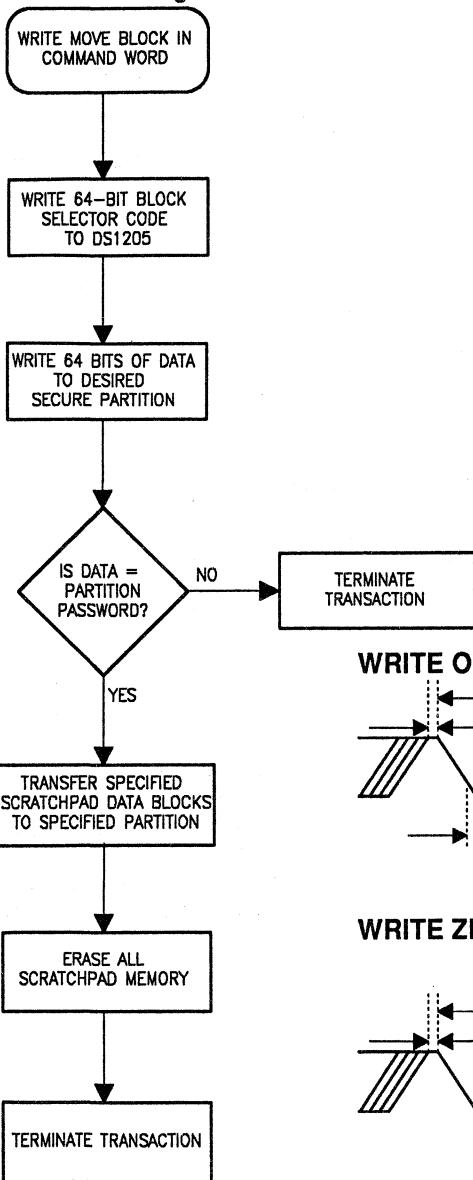 WRITE MOVE BLOCK IN
COMMAND WORD
WRITE 64-BIT BLOCK
SELECTOR CODE
TO DS1205
WRITE 64 BITS OF DATA
TO DESIRED
SECURE PARTITION
IS DATA =
PARTITION
PASSWORD?
NO
TERMINATE
TRANSACTION
YES
WRITE O
TRANSFER SPECIFIED
SCRATCHPAD DATA BLOCKS
TO SPECIFIED PARTITION
WRITE Z
ERASE ALL
SCRATCHPAD MEMORY
TERMINATE TRANSACTION